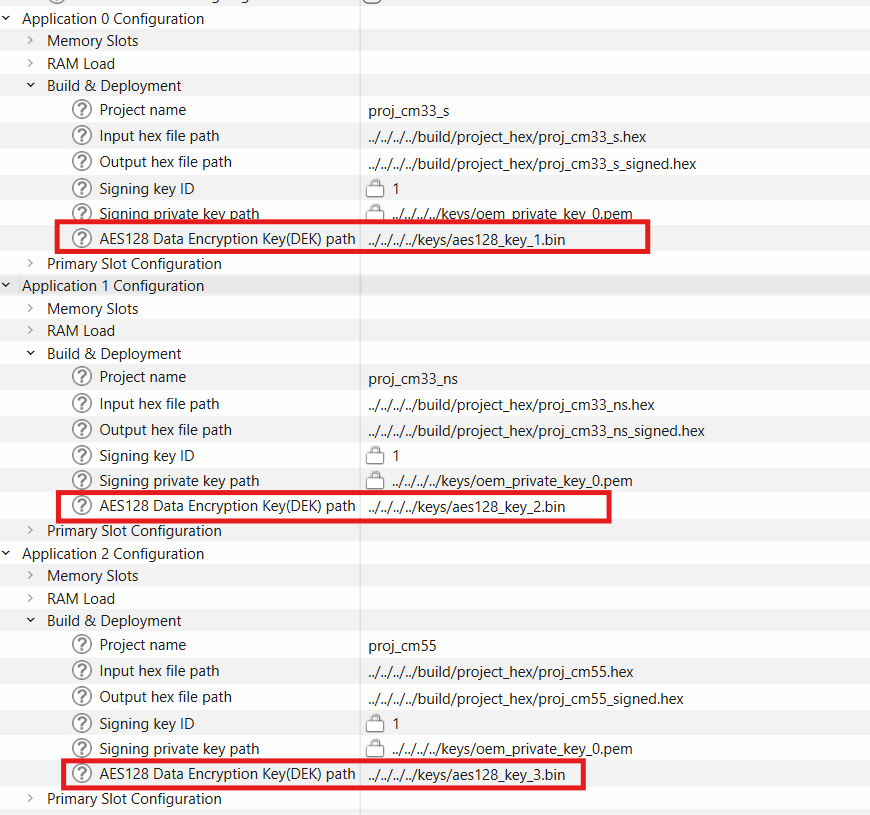 Application 0 Configuration
Memory Slots
RAM Load
Build & Deployment
Project name proj_cm33_s
Input hex file path ../../../../build/project_hex/proj_cm33_s.hex
Output hex file path ../../../../build/project_hex/proj_cm33_s_signed.hex
Signing key ID 1
Signing private key path ../../../../keys/oem_private_key_0.pem
AES128 Data Encryption Key(DEK) path ../../../../keys/aes128_key_1.bin
Primary Slot Configuration
Application 1 Configuration
Memory Slots
RAM Load
Build & Deployment
Project name proj_cm33_ns
Input hex file path ../../../../build/project_hex/proj_cm33_ns.hex
Output hex file path ../../../../build/project_hex/proj_cm33_ns_signed.hex
Signing key ID 1
Signing private key path ../../../../keys/oem_private_key_0.pem
AES128 Data Encryption Key(DEK) path ../../../../keys/aes128_key_2.bin
Primary Slot Configuration
Application 2 Configuration
Memory Slots
RAM Load
Build & Deployment
Project name proj_cm55
Input hex file path ../../../../build/project_hex/proj_cm55.hex
Output hex file path ../../../../build/project_hex/proj_cm55_signed.hex
Signing key ID 1
Signing private key path ../../../../keys/oem_private_key_0.pem
AES128 Data Encryption Key(DEK) path ../../../../keys/aes128_key_3.bin
Primary Slot Configuration